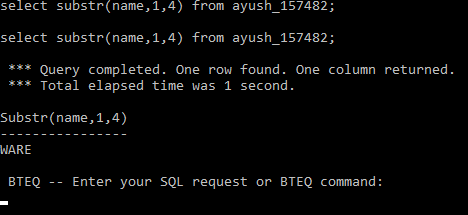 select substr(name,1,4) from ayush_157482;
select substr(name,1,4) from ayush_157482;
*** Query completed. One row found. One column returned.
*** Total elapsed time was 1 second.
Substr(name,1,4)
----------------
WARE
BTEQ -- Enter your SQL request or BTEQ command: